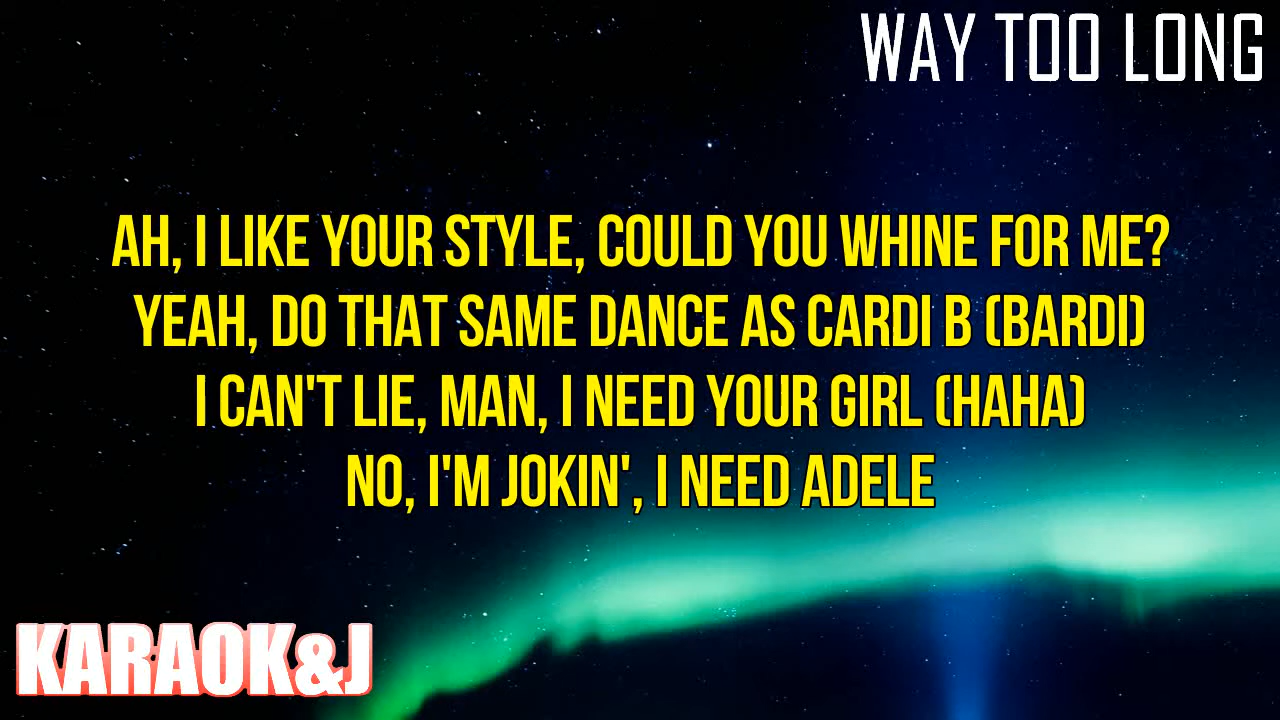 WAY TOO LONG
AH, I LIKE YOUR STYLE, COULD YOU WHINE FOR ME?
YEAH, DO THAT SAME DANCE AS CARDI B (BARDI)
I CAN'T LIE, MAN, I NEED YOUR GIRL (HAHA)
NO, I'M JOKIN', I NEED ADELE
KARAOK&J